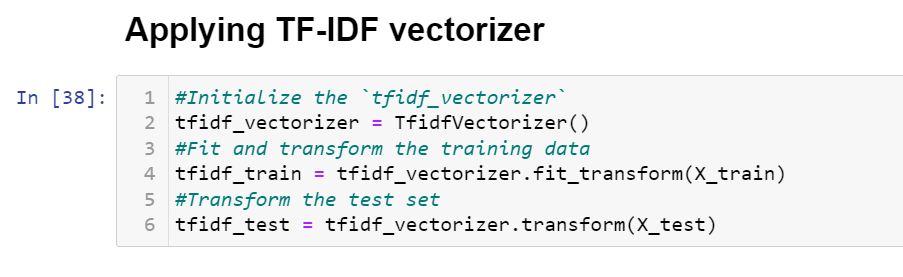 Applying TF-IDF vectorizer
In [38]:
1 #Initialize the `tfidf_vectorizer`
2 tfidf_vectorizer = TfidfVectorizer()
3 #Fit and transform the training data
4 tfidf_train = tfidf_vectorizer.fit_transform(X_train)
5 #Transform the test set
6 tfidf_test = tfidf_vectorizer.transform(X_test)